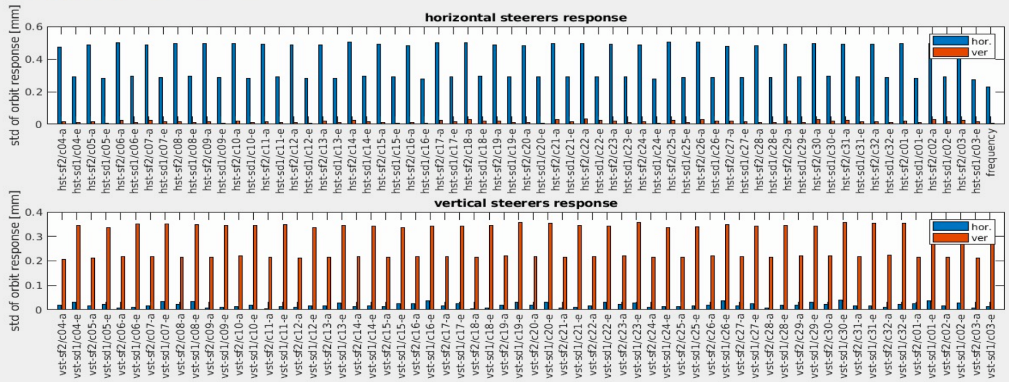 horizontal steerers response
std of orbit response [mm]
0.6
0.4
0.2
0
hor.
ver
hst-sf2/c04-a
hst-sd1/c04-e
hst-sf2/c05-a
hst-sd1/c05-e
hst-sf2/c06-a
hst-sd1/c06-e
hst-sf2/c07-a
hst-sd1/c07-e
hst-sf2/c08-a
hst-sd1/c08-e
hst-sf2/c09-a
hst-sd1/c09-e
hst-sf2/c10-a
hst-sd1/c10-e
hst-sf2/c11-a
hst-sd1/c11-e
hst-sf2/c12-a
hst-sd1/c12-e
hst-sf2/c13-a
hst-sd1/c13-e
hst-sf2/c14-a
hst-sd1/c14-e
hst-sf2/c15-a
hst-sd1/c15-e
hst-sf2/c16-a
hst-sd1/c16-e
hst-sf2/c17-a
hst-sd1/c17-e
hst-sf2/c18-a
hst-sd1/c18-e
hst-sf2/c19-a
hst-sd1/c19-e
hst-sf2/c20-a
hst-sd1/c20-e
hst-sf2/c21-a
hst-sd1/c21-e
hst-sf2/c22-a
hst-sd1/c22-e
hst-sf2/c23-a
hst-sd1/c23-e
hst-sf2/c24-a
hst-sd1/c24-e
hst-sf2/c25-a
hst-sd1/c25-e
hst-sf2/c26-a
hst-sd1/c26-e
hst-sf2/c27-a
hst-sd1/c27-e
hst-sf2/c28-a
hst-sd1/c28-e
hst-sf2/c29-a
hst-sd1/c29-e
hst-sf2/c30-a
hst-sd1/c30-e
hst-sf2/c31-a
hst-sd1/c31-e
hst-sf2/c32-a
hst-sd1/c32-e
hst-sf2/c01-a
hst-sd1/c01-e
hst-sf2/c02-a
hst-sd1/c02-e
hst-sf2/c03-a
hst-sd1/c03-e
frequency
vertical steerers response
std of orbit response [mm]
0.4
0.3
0.2
0.1
0
hor.
ver
vst-sf2/c04-a
vst-sd1/c04-e
vst-sf2/c05-a
vst-sd1/c05-e
vst-sf2/c06-a
vst-sd1/c06-e
vst-sf2/c07-a
vst-sd1/c07-e
vst-sf2/c08-a
vst-sd1/c08-e
vst-sf2/c09-a
vst-sd1/c09-e
vst-sf2/c10-a
vst-sd1/c10-e
vst-sf2/c11-a
vst-sd1/c11-e
vst-sf2/c12-a
vst-sd1/c12-e
vst-sf2/c13-a
vst-sd1/c13-e
vst-sf2/c14-a
vst-sd1/c14-e
vst-sf2/c15-a
vst-sd1/c15-e
vst-sf2/c16-a
vst-sd1/c16-e
vst-sf2/c17-a
vst-sd1/c17-e
vst-sf2/c18-a
vst-sd1/c18-e
vst-sf2/c19-a
vst-sd1/c19-e
vst-sf2/c20-a
vst-sd1/c20-e
vst-sf2/c21-a
vst-sd1/c21-e
vst-sf2/c22-a
vst-sd1/c22-e
vst-sf2/c23-a
vst-sd1/c23-e
vst-sf2/c24-a
vst-sd1/c24-e
vst-sf2/c25-a
vst-sd1/c25-e
vst-sf2/c26-a
vst-sd1/c26-e
vst-sf2/c27-a
vst-sd1/c27-e
vst-sf2/c28-a
vst-sd1/c28-e
vst-sf2/c29-a
vst-sd1/c29-e
vst-sf2/c30-a
vst-sd1/c30-e
vst-sf2/c31-a
vst-sd1/c31-e
vst-sf2/c32-a
vst-sd1/c32-e
vst-sf2/c01-a
vst-sd1/c01-e
vst-sf2/c02-a
vst-sd1/c02-e
vst-sf2/c03-a
vst-sd1/c03-e